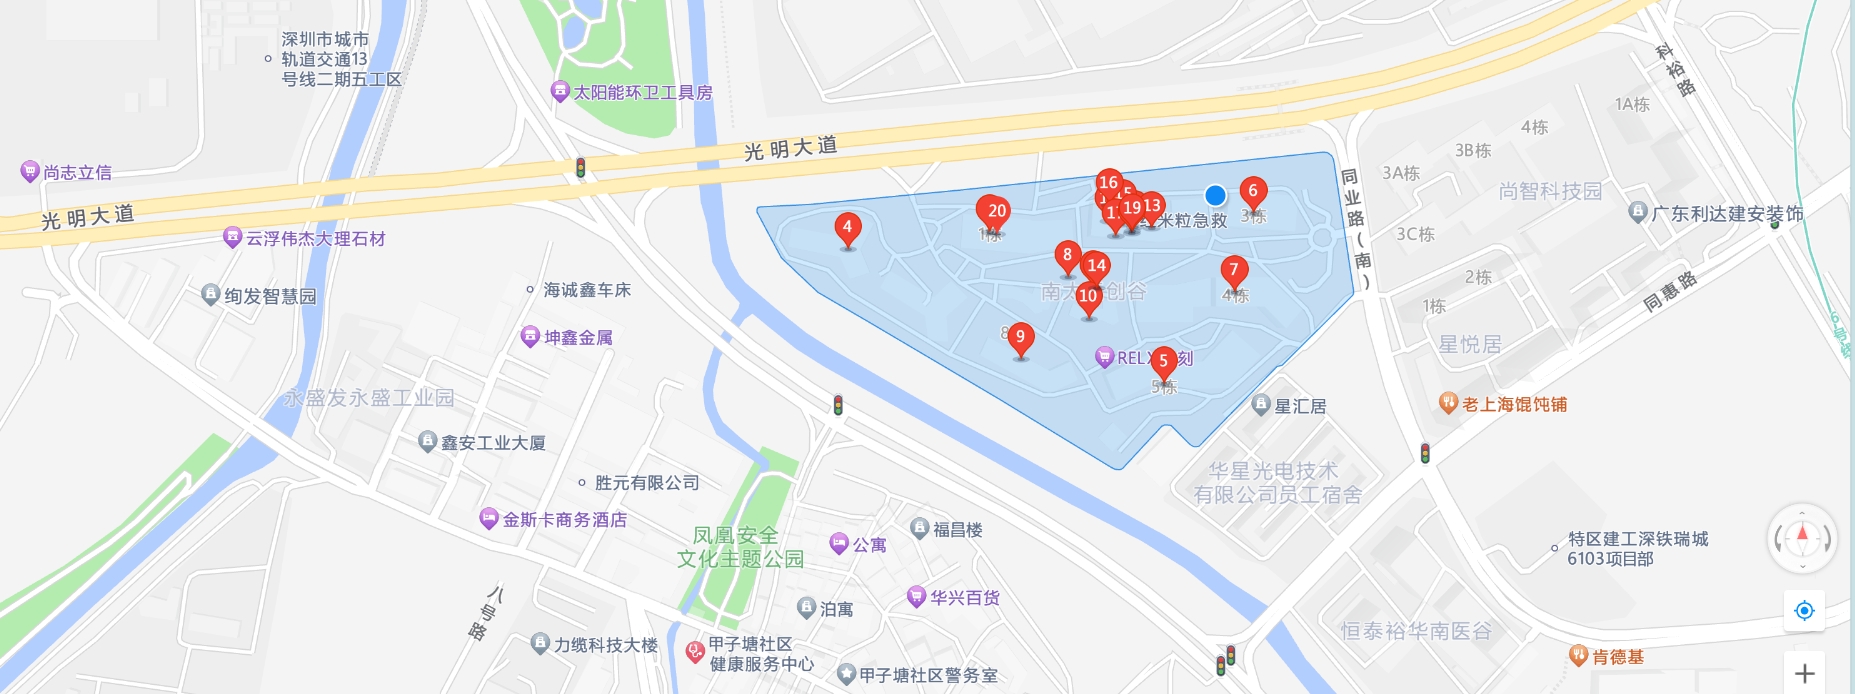 深圳市城市
轨道交通13
号线二期五工区
太阳能环卫工具房
科裕路
1A栋
4栋
3B栋
3A栋
尚智科技园
光明大道
尚志立信
同业路(南)
广东利达建安装饰
光明大道
云浮伟杰大理石材
3C栋
16
6
3栋
13
19
20
4
米粒急救
8
14
7
4栋
10
创谷
2栋
1栋
同惠路
6号
绚发智慧园
海诚鑫车床
坤鑫金属
9
REL
刻
5
5栋
星悦居
永盛发永盛工业园
星汇居
老上海馄饨铺
鑫安工业大厦
华星光电技术
有限公司员工宿舍
胜元有限公司
金斯卡商务酒店
凤凰安全
文化主题公园
福昌楼
公寓
特区建工深铁瑞城
6103项目部
八号路
华兴百货
泊寓
力缆科技大楼
甲子塘社区
健康服务中心
甲子塘社区警务室
恒泰裕华南医谷
肯德基